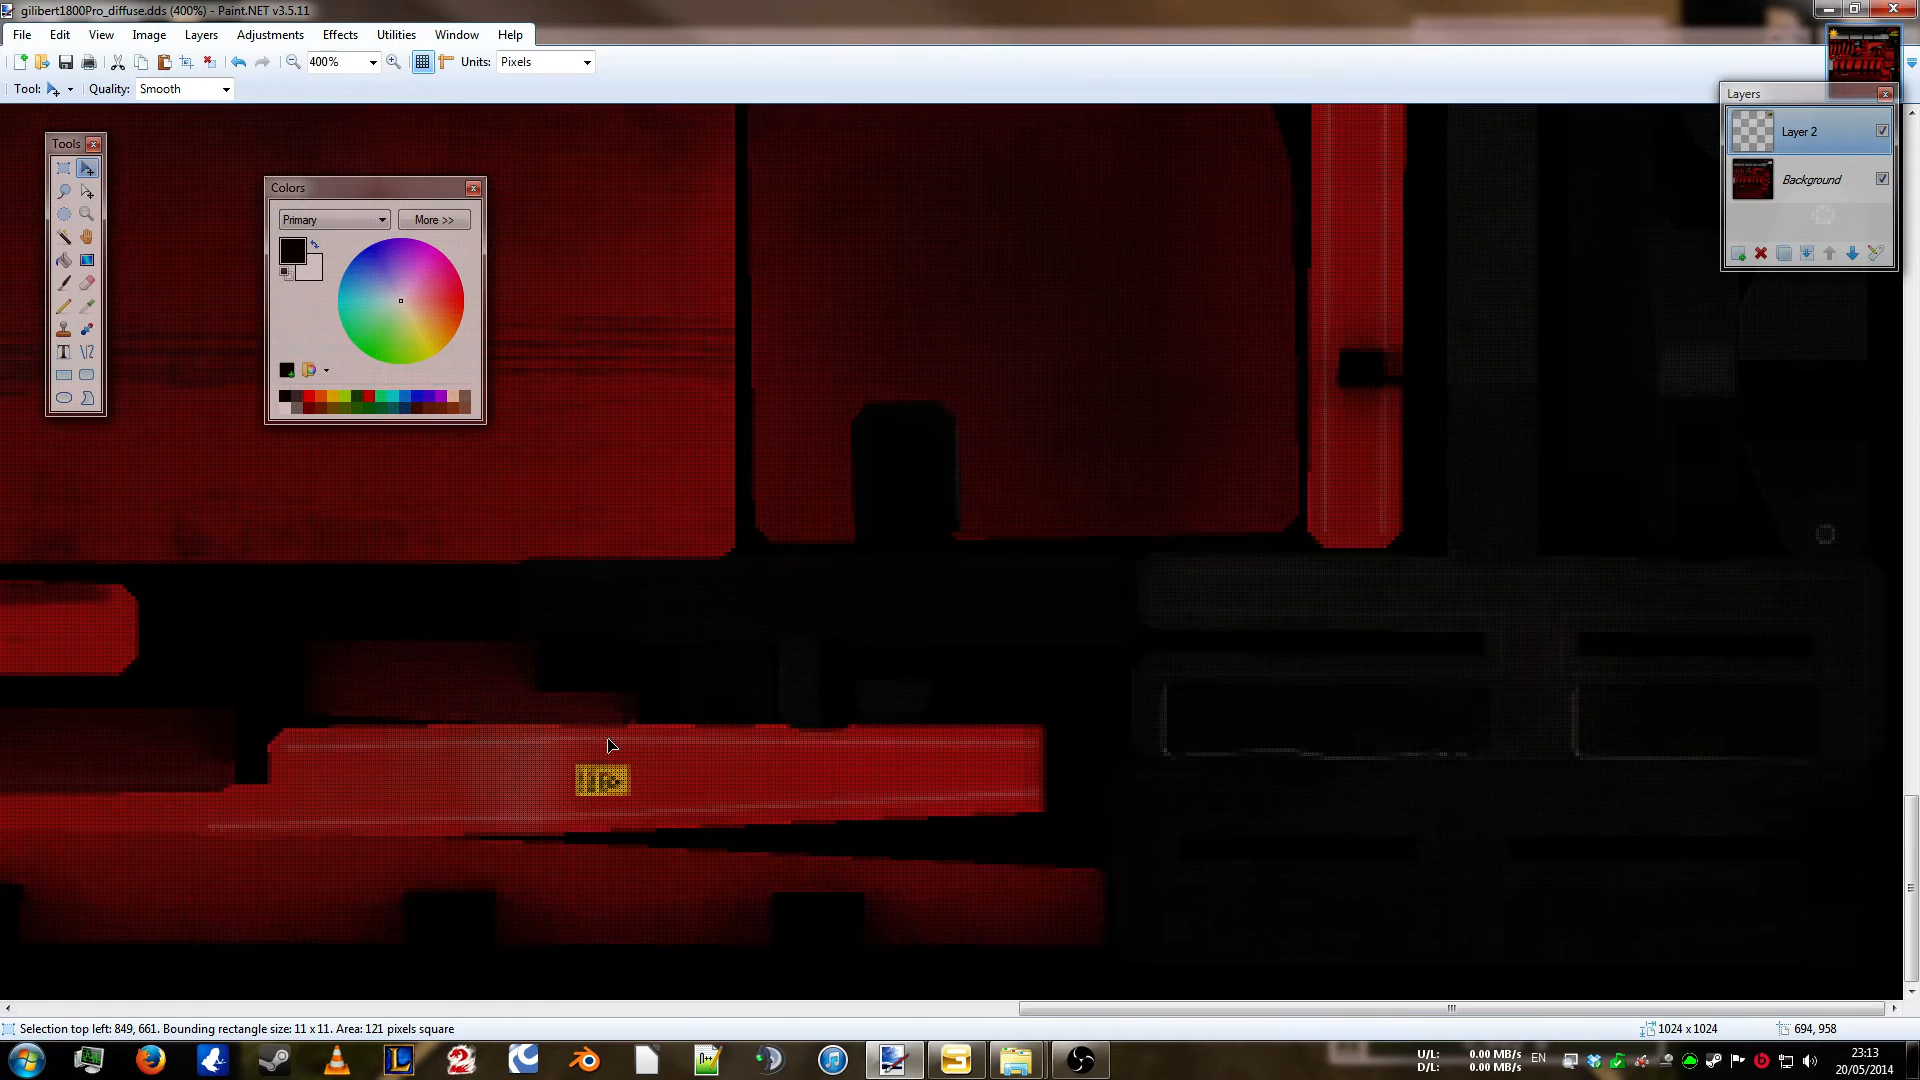 gilibert1800Pro_diffuse.dds (400%) - Paint.NET v3.5.11
File Edit View Image Layers Adjustments Effects Utilities Window Help
400% Units: Pixels
Tool: Quality: Smooth
Layers
Layer 2
Background
Tools
Colors
Primary More >>
Selection top left: 849, 661. Bounding rectangle size: 11 x 11. Area: 121 pixels square
1024 x 1024 694, 958
U/L: 0.00 MB/s
D/L: 0.00 MB/s
EN
23:13
20/05/2014